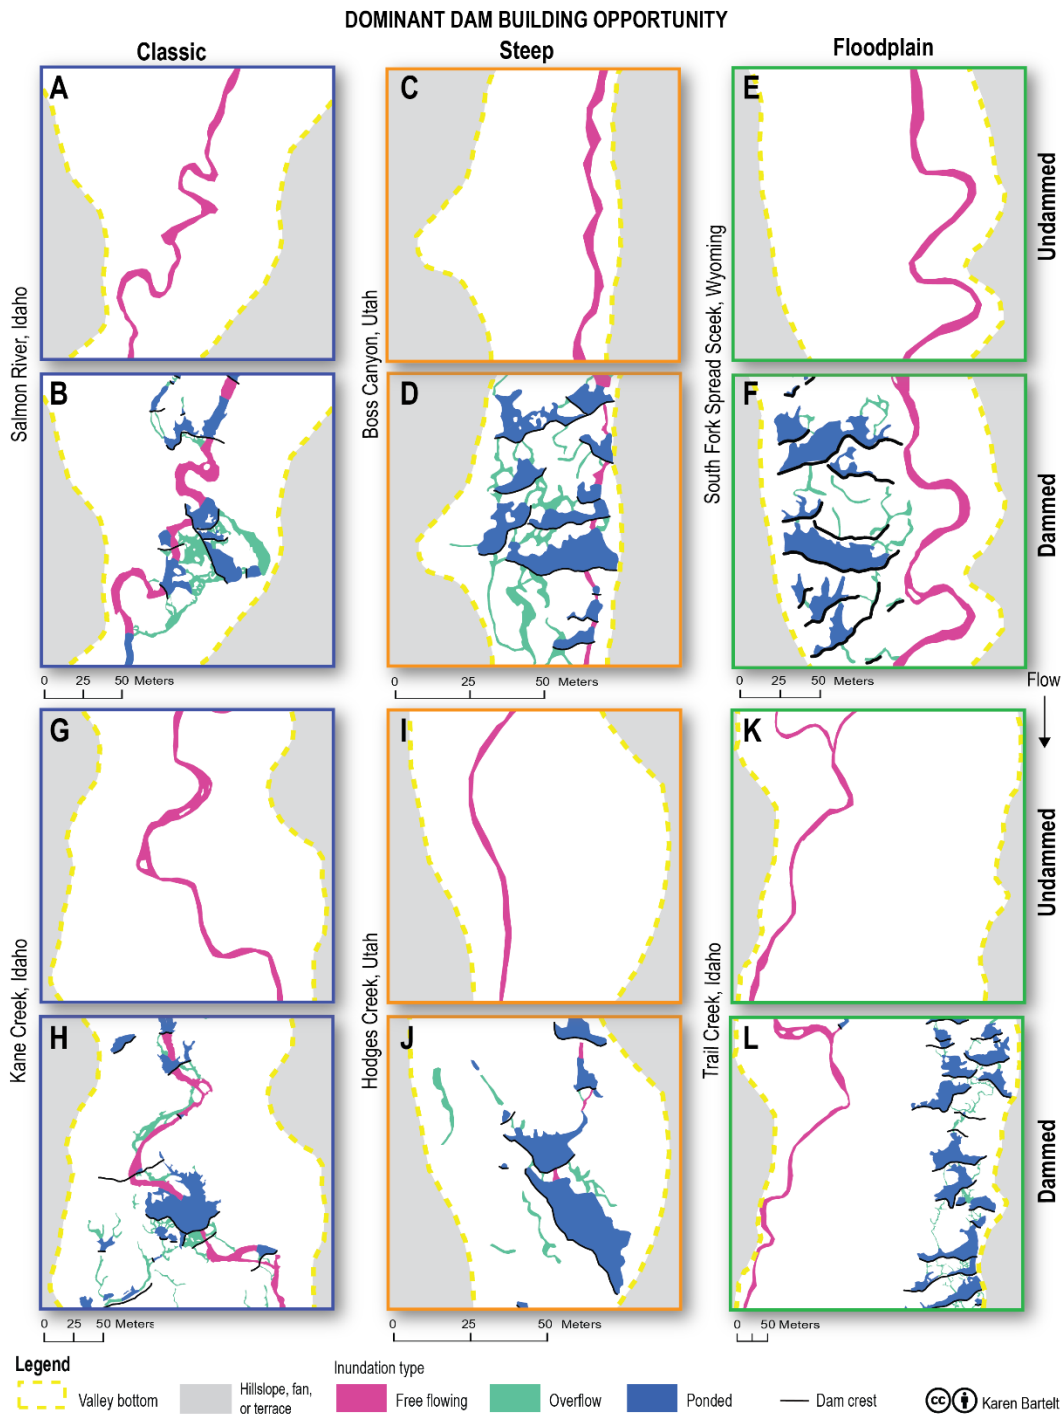 DOMINANT DAM BUILDING OPPORTUNITY
Classic
Steep
Floodplain
A
C
E
Undammed
Salmon River, Idaho
Boss Canyon, Utah
South Fork Spread Sceek, Wyoming
B
D
F
Dammed
0 25 50 Meters
0 25 50 Meters
0 25 50 Meters
Flow
G
I
K
Undammed
Kane Creek, Idaho
Hodges Creek, Utah
Trail Creek, Idaho
H
J
L
Dammed
0 25 50 Meters
0 25 50 Meters
0 50 Meters
Legend
Inundation type
Valley bottom
Hillslope, fan,
or terrace
Free flowing
Overflow
Ponded
Dam crest
cc Karen Bartelt